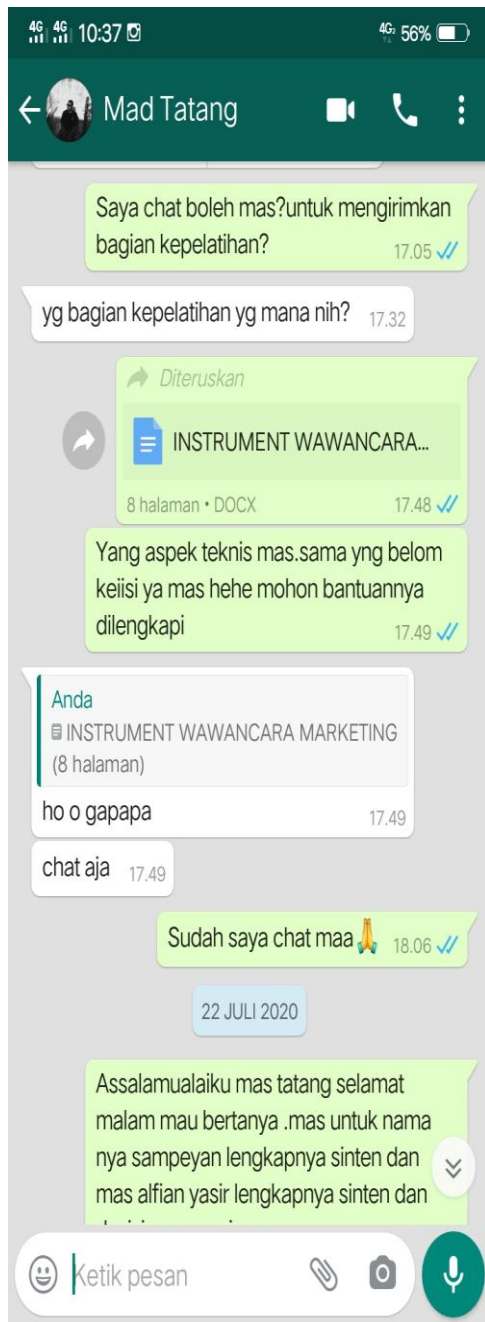 4G 4G 10:37 4G2 56%
Mad Tatang
Saya chat boleh mas?untuk mengirimkan
bagian kepelatihan?
17.05
yg bagian kepelatihan yg mana nih? 17.32
Diteruskan
INSTRUMENT WAWANCARA...
8 halaman • DOCX 17.48
Yang aspek teknis mas.sama yng belom
keiisi ya mas hehe mohon bantuannya
dilengkapi
17.49
Anda
INSTRUMENT WAWANCARA MARKETING
(8 halaman)
ho o gapapa 17.49
chat aja 17.49
Sudah saya chat maa🙏 18.06
22 JULI 2020
Assalamualaiku mas tatang selamat
malam mau bertanya .mas untuk nama
nya sampeyan lengkapnya sinten dan
mas alfian yasir lengkapnya sinten dan
Ketik pesan